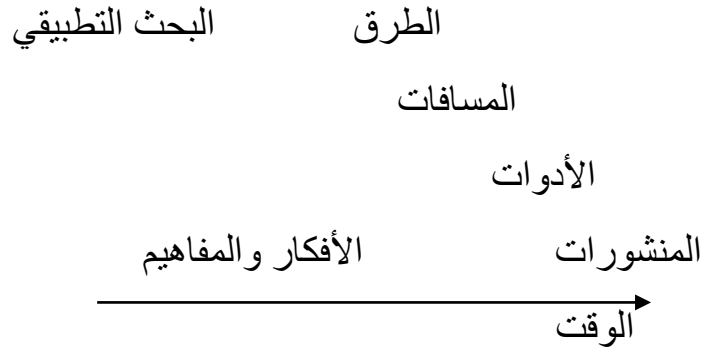 الطرق البحث التطبيقي
المسافات
الأدوات
المنشورات الأفكار والمفاهيم
الوقت